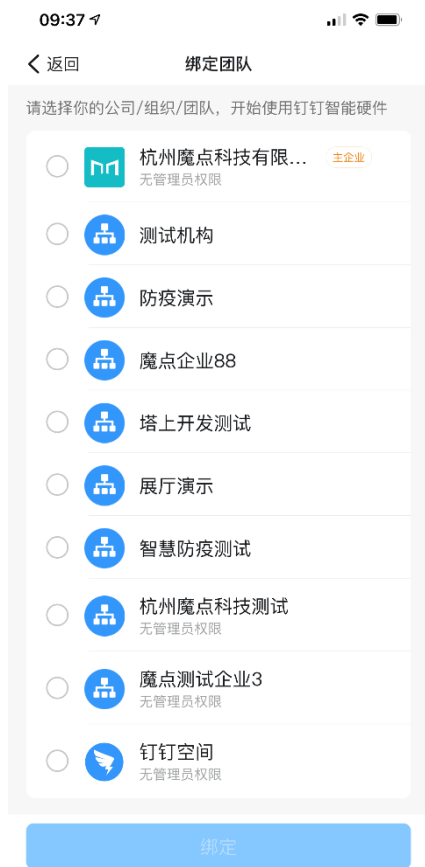 09:37
返回
绑定团队
请选择你的公司/组织/团队，开始使用钉钉智能硬件
杭州魔点科技有限... 主企业
无管理员权限
测试机构
防疫演示
魔点企业88
塔上开发测试
展厅演示
智慧防疫测试
杭州魔点科技测试
无管理员权限
魔点测试企业3
无管理员权限
钉钉空间
无管理员权限
绑定